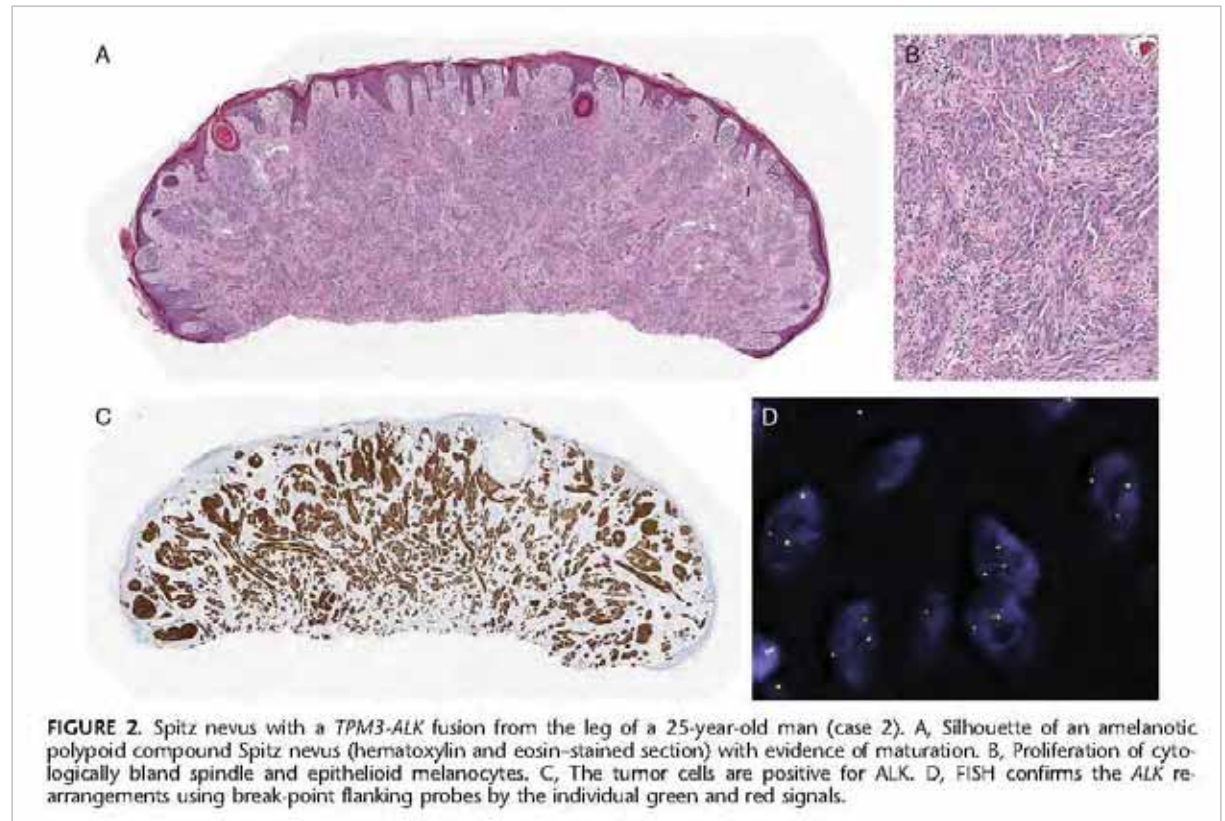 A
B
C
D
FIGURE 2. Spitz nevus with a TPM3-ALK fusion from the leg of a 25-year-old man (case 2). A, Silhouette of an amelanotic
polypoid compound Spitz nevus (hematoxylin and eosin–stained section) with evidence of maturation. B, Proliferation of cyto-
logically bland spindle and epithelioid melanocytes. C, The tumor cells are positive for ALK. D, FISH confirms the ALK re-
arrangements using break-point flanking probes by the individual green and red signals.